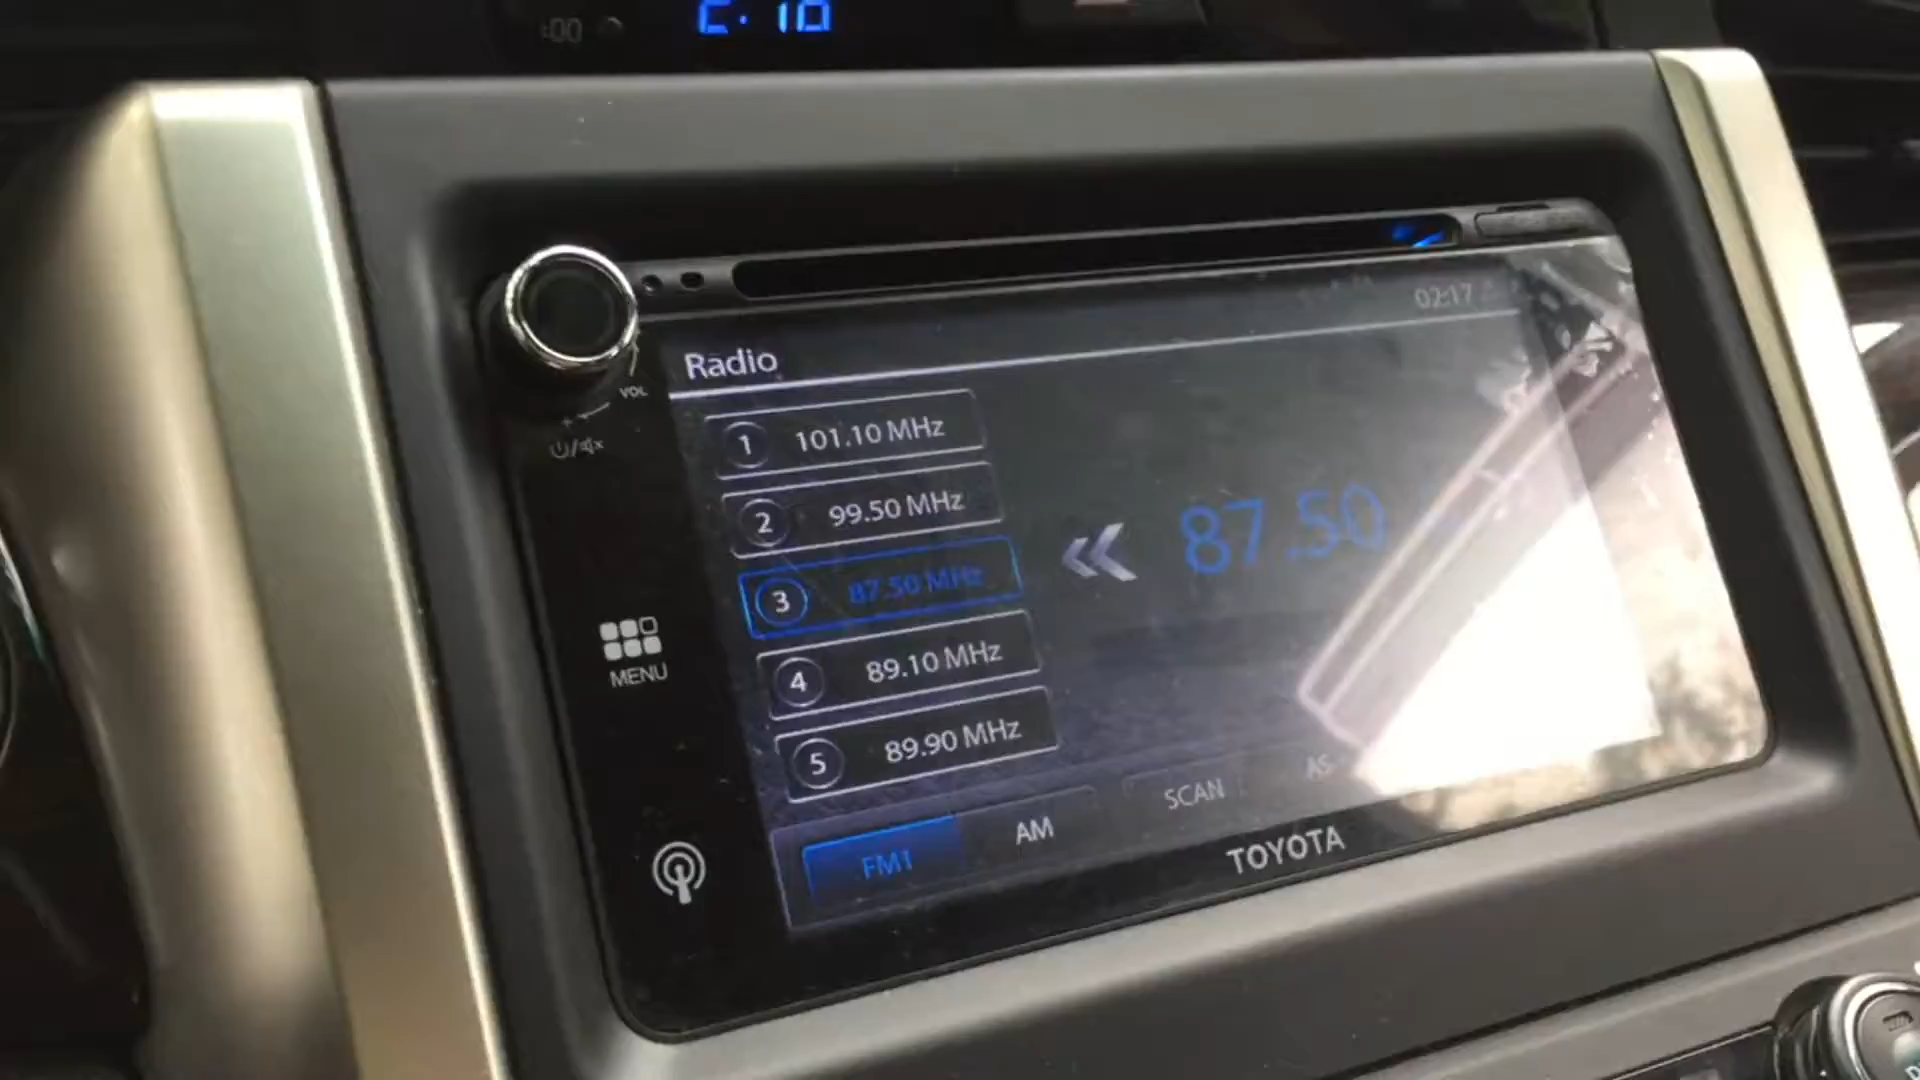 :00
02:17
Radio
VOL
1 101.10 MHz
2 99.50 MHz
3 87.50 MHz
87.50
4 89.10 MHz
5 89.90 MHz
MENU
FM1 AM SCAN AS
TOYOTA